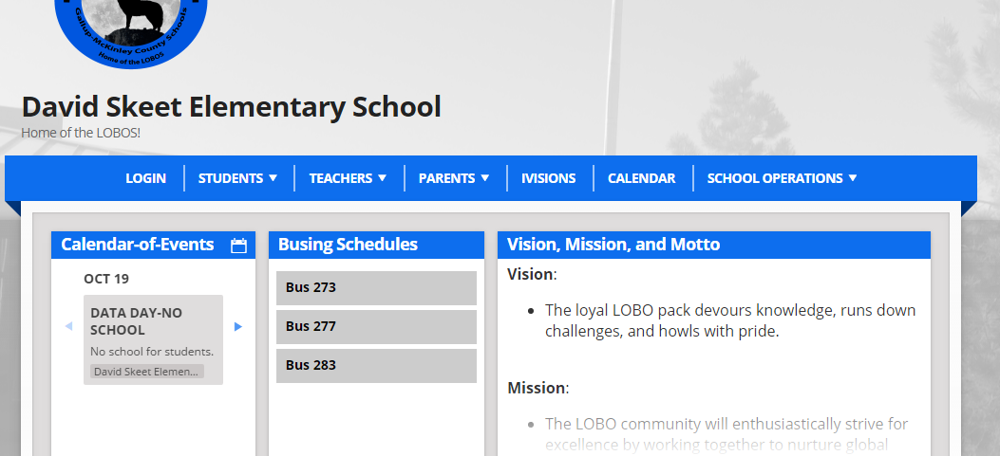 Gallup-McKinley County Schools
Home of the LOBOS
David Skeet Elementary School
Home of the LOBOS!
LOGIN
STUDENTS
TEACHERS
PARENTS
IVISIONS
CALENDAR
SCHOOL OPERATIONS
Calendar-of-Events
OCT 19
DATA DAY-NO
SCHOOL
No school for students.
David Skeet Elemen...
Busing Schedules
Bus 273
Bus 277
Bus 283
Vision, Mission, and Motto
Vision:
The loyal LOBO pack devours knowledge, runs down
challenges, and howls with pride.
Mission:
The LOBO community will enthusiastically strive for
excellence by working together to nurture global